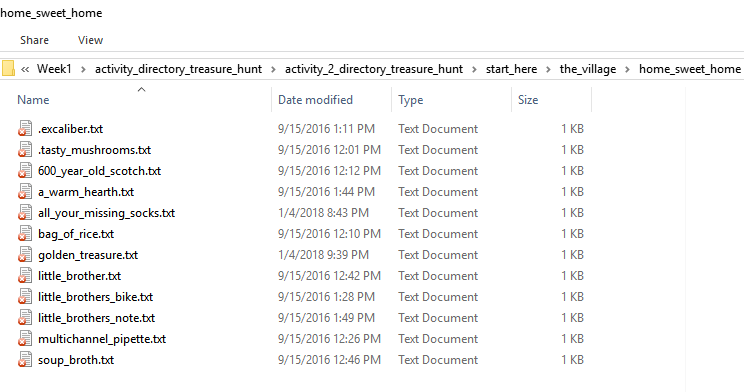 home_sweet_home
Share View
« Week1 › activity_directory_treasure_hunt › activity_2_directory_treasure_hunt › start_here › the_village › home_sweet_home
Name Date modified Type Size
.excaliber.txt 9/15/2016 1:11 PM Text Document 1 KB
.tasty_mushrooms.txt 9/15/2016 12:01 PM Text Document 1 KB
600_year_old_scotch.txt 9/15/2016 12:12 PM Text Document 1 KB
a_warm_hearth.txt 9/15/2016 1:44 PM Text Document 1 KB
all_your_missing_socks.txt 1/4/2018 8:43 PM Text Document 1 KB
bag_of_rice.txt 9/15/2016 12:10 PM Text Document 1 KB
golden_treasure.txt 1/4/2018 9:39 PM Text Document 1 KB
little_brother.txt 9/15/2016 12:42 PM Text Document 1 KB
little_brothers_bike.txt 9/15/2016 1:28 PM Text Document 1 KB
little_brothers_note.txt 9/15/2016 1:49 PM Text Document 1 KB
multichannel_pipette.txt 9/15/2016 12:26 PM Text Document 1 KB
soup_broth.txt 9/15/2016 12:46 PM Text Document 1 KB